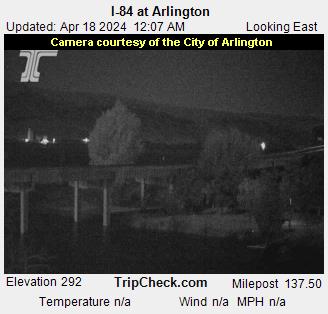 I-84 at Arlington
Updated: Apr 18 2024 12:07 AM Looking East
Camera courtesy of the City of Arlington
Elevation 292 TripCheck.com Milepost 137.50
Temperature n/a Wind n/a MPH n/a